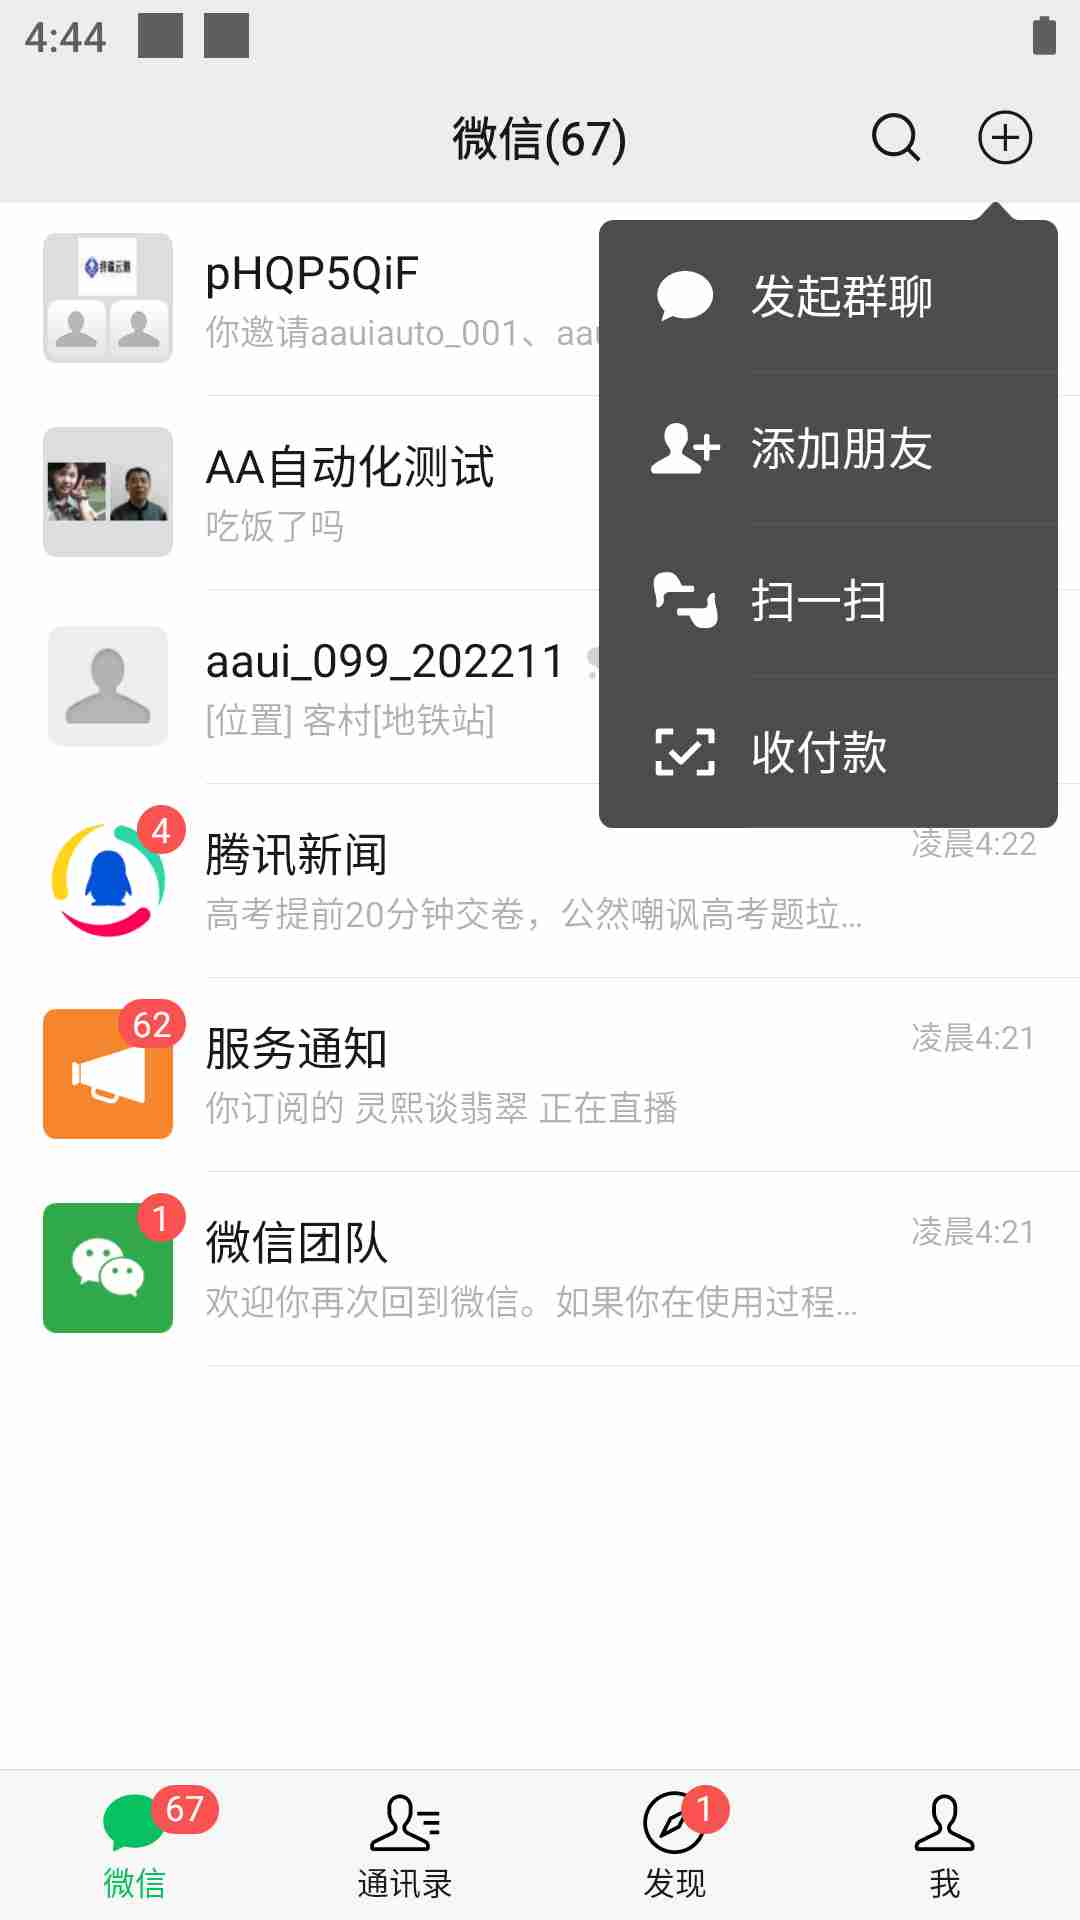 4:44
微信(67)
pHQP5QiF
你邀请aauiauto_001、
AA自动化测试
吃饭了吗
aaui_099_202211
[位置] 客村[地铁站]
发起群聊
添加朋友
扫一扫
收付款
4
腾讯新闻
凌晨4:22
高考提前20分钟交卷，公然嘲讽高考题垃…
62
服务通知
凌晨4:21
你订阅的 灵熙谈翡翠 正在直播
1
微信团队
凌晨4:21
欢迎你再次回到微信。如果你在使用过程…
67
1
微信
通讯录
发现
我